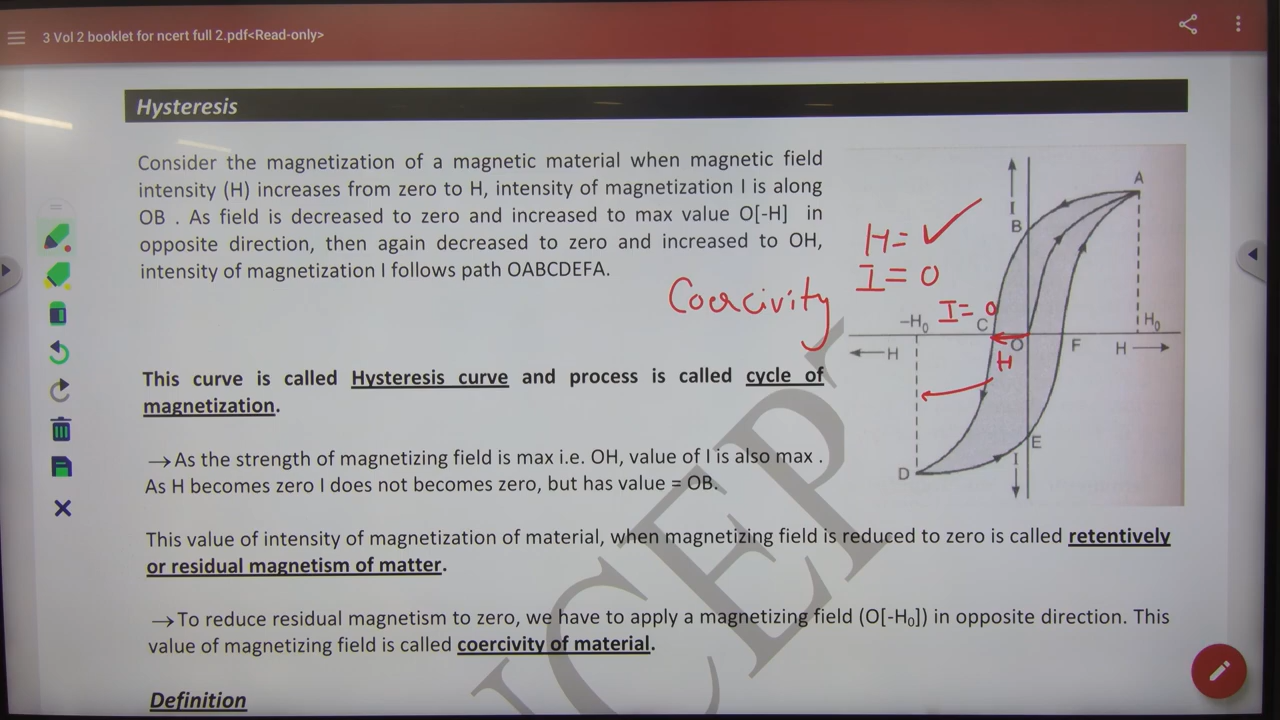 3 Vol 2 booklet for ncert full 2.pdf<Read-only>
Hysteresis
Consider the magnetization of a magnetic material when magnetic field
intensity (H) increases from zero to H, intensity of magnetization I is along
OB . As field is decreased to zero and increased to max value O[-H] in
opposite direction, then again decreased to zero and increased to OH,
intensity of magnetization I follows path OABCDEFA.
This curve is called Hysteresis curve and process is called cycle of
magnetization.
→As the strength of magnetizing field is max i.e. OH, value of I is also max .
As H becomes zero I does not becomes zero, but has value = OB.
This value of intensity of magnetization of material, when magnetizing field is reduced to zero is called retentively
or residual magnetism of matter.
→To reduce residual magnetism to zero, we have to apply a magnetizing field (O[-H₀]) in opposite direction. This
value of magnetizing field is called coercivity of material.
Definition
H= ✓
I= 0
Coercivity
I= 0
H
A
I
B
-H₀
C
O
F
H₀
←H
H→
E
D
I
NCEP